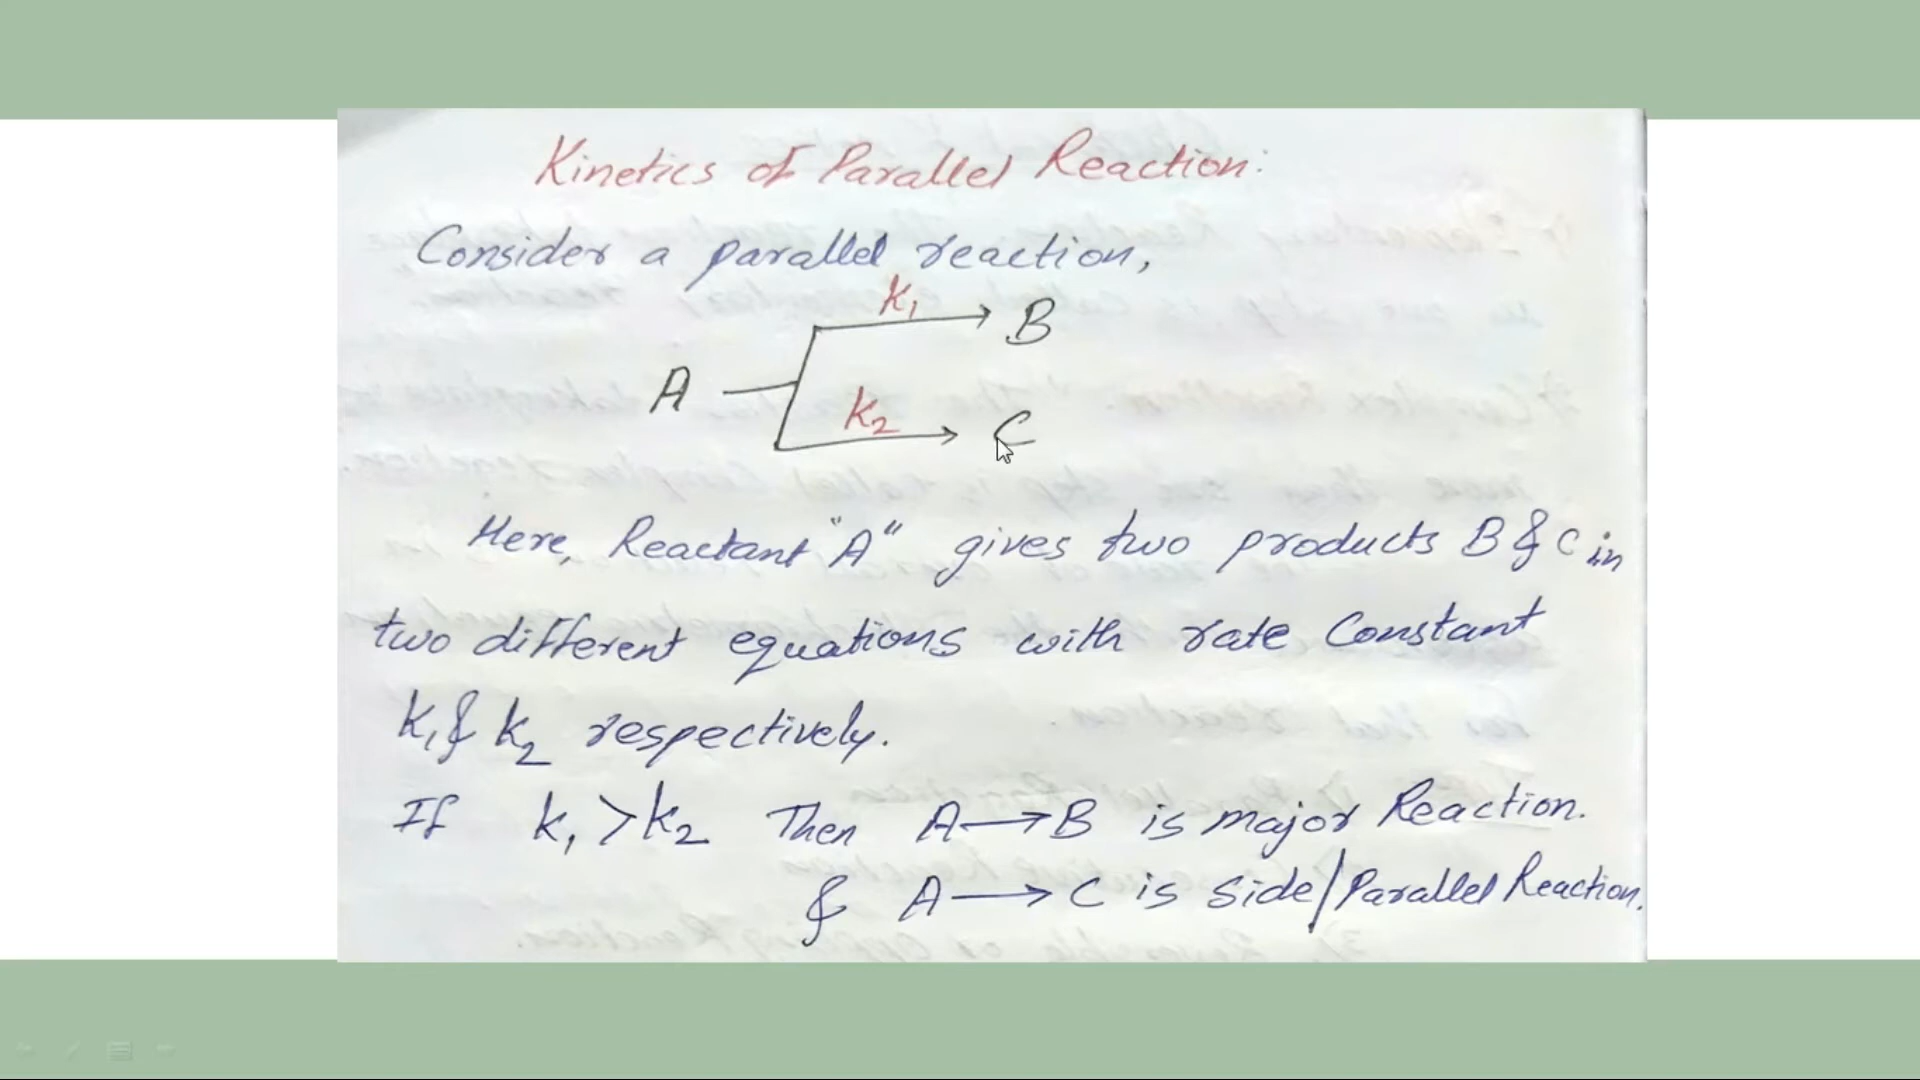 Kinetics of Parallel Reaction:
Consider a parallel reaction,
K₁
B
A
K₂
C
Here, Reactant "A" gives two products B & C in
two different equations with rate Constant
K₁ & K₂ respectively.
If K₁ > K₂ Then A → B is major Reaction.
& A → C is Side/Parallel Reaction.